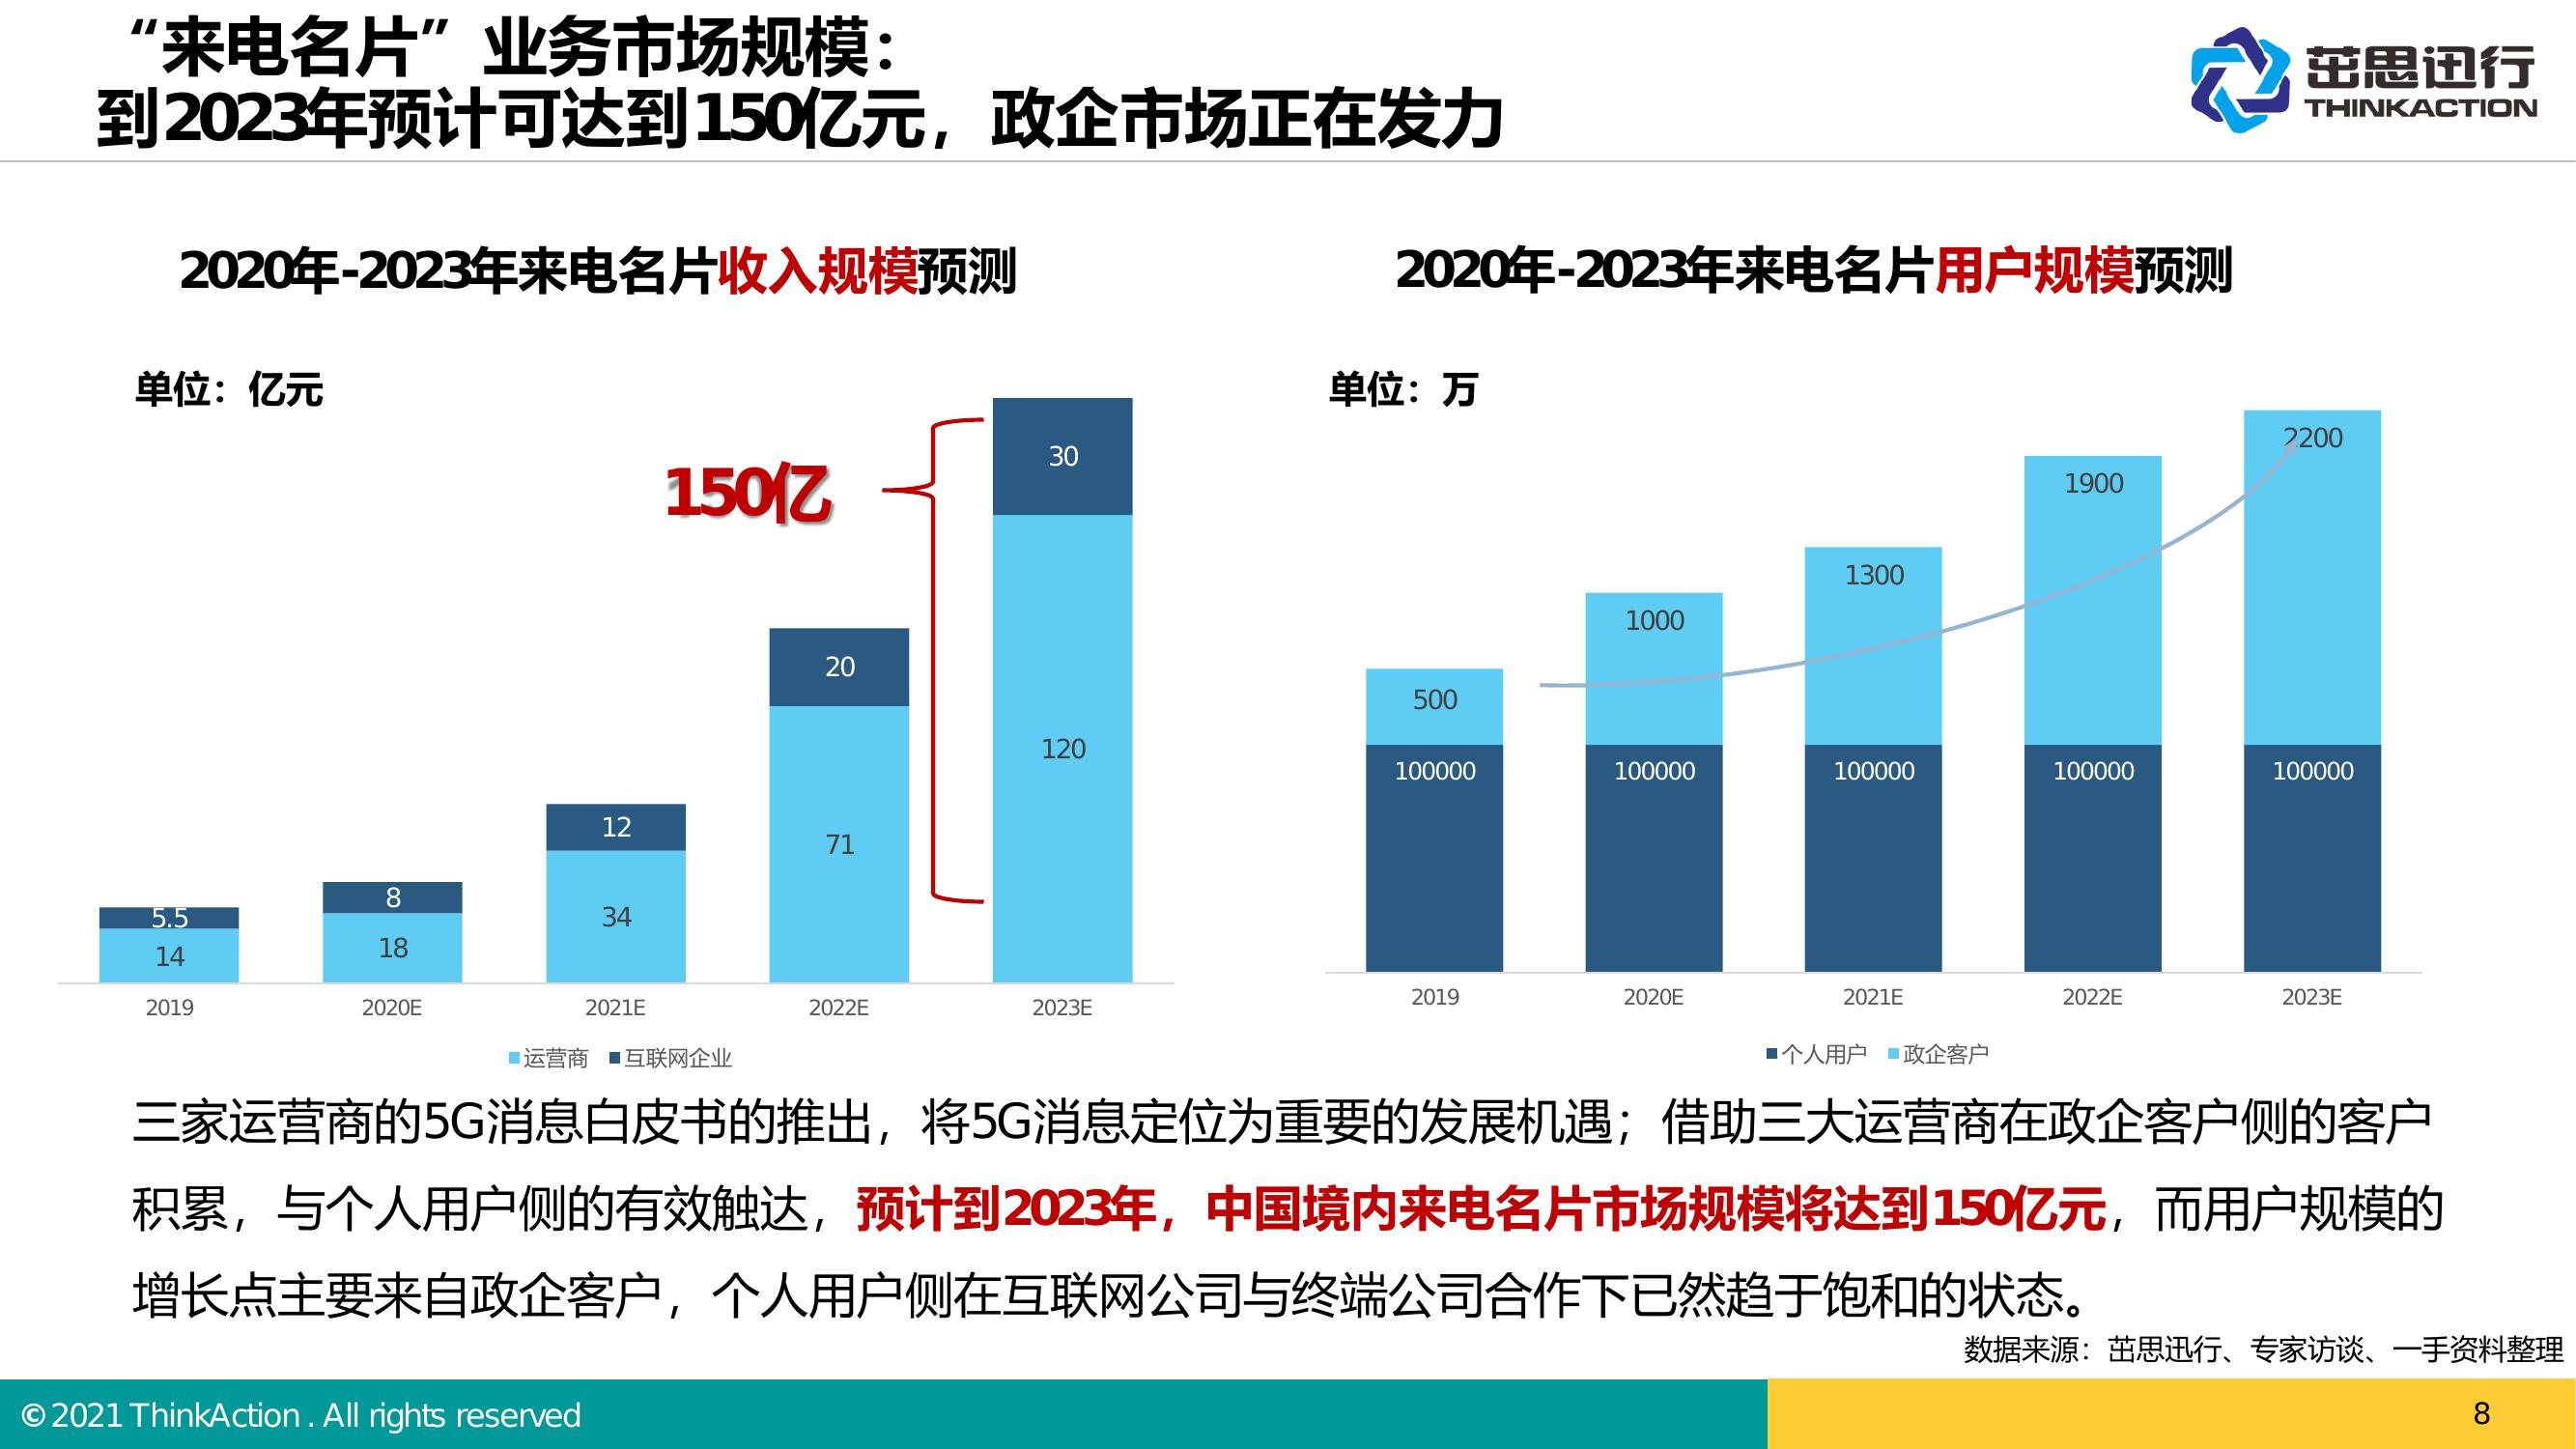 “来电名片”业务市场规模：
到2023年预计可达到150亿元，政企市场正在发力
茁思迅行
THINKACTION
2020年-2023年来电名片收入规模预测
单位：亿元
150亿
30
120
20
71
12
34
8
18
5.5
14
2019 2020E 2021E 2022E 2023E
运营商 互联网企业
2020年-2023年来电名片用户规模预测
单位：万
2200
1900
1300
1000
500
100000 100000 100000 100000 100000
2019 2020E 2021E 2022E 2023E
个人用户 政企客户
三家运营商的5G消息白皮书的推出，将5G消息定位为重要的发展机遇；借助三大运营商在政企客户侧的客户
积累，与个人用户侧的有效触达，预计到2023年，中国境内来电名片市场规模将达到150亿元，而用户规模的
增长点主要来自政企客户，个人用户侧在互联网公司与终端公司合作下已然趋于饱和的状态。
数据来源：茁思迅行、专家访谈、一手资料整理
© 2021 ThinkAction . All rights reserved
8